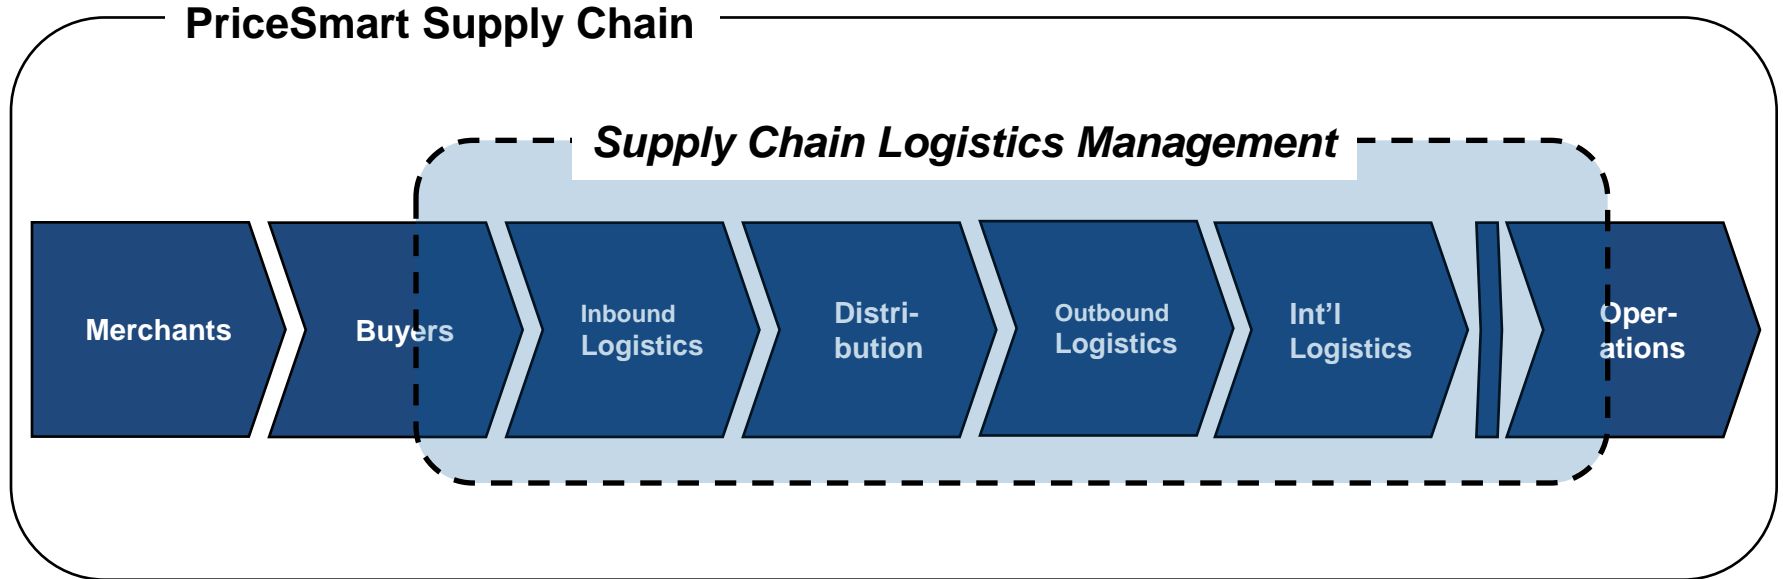 PriceSmart Supply Chain
Supply Chain Logistics Management
Merchants
Buyers
Inbound
Logistics
Distri-
bution
Outbound
Logistics
Int’l
Logistics
Oper-
ations